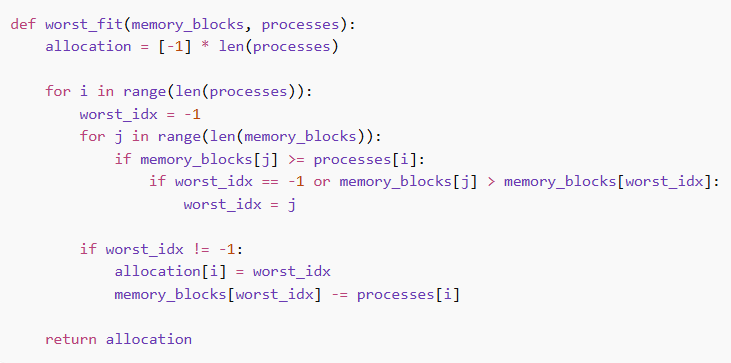 def worst_fit(memory_blocks, processes):
    allocation = [-1] * len(processes)

    for i in range(len(processes)):
        worst_idx = -1
        for j in range(len(memory_blocks)):
            if memory_blocks[j] >= processes[i]:
                if worst_idx == -1 or memory_blocks[j] > memory_blocks[worst_idx]:
                    worst_idx = j

        if worst_idx != -1:
            allocation[i] = worst_idx
            memory_blocks[worst_idx] -= processes[i]

    return allocation